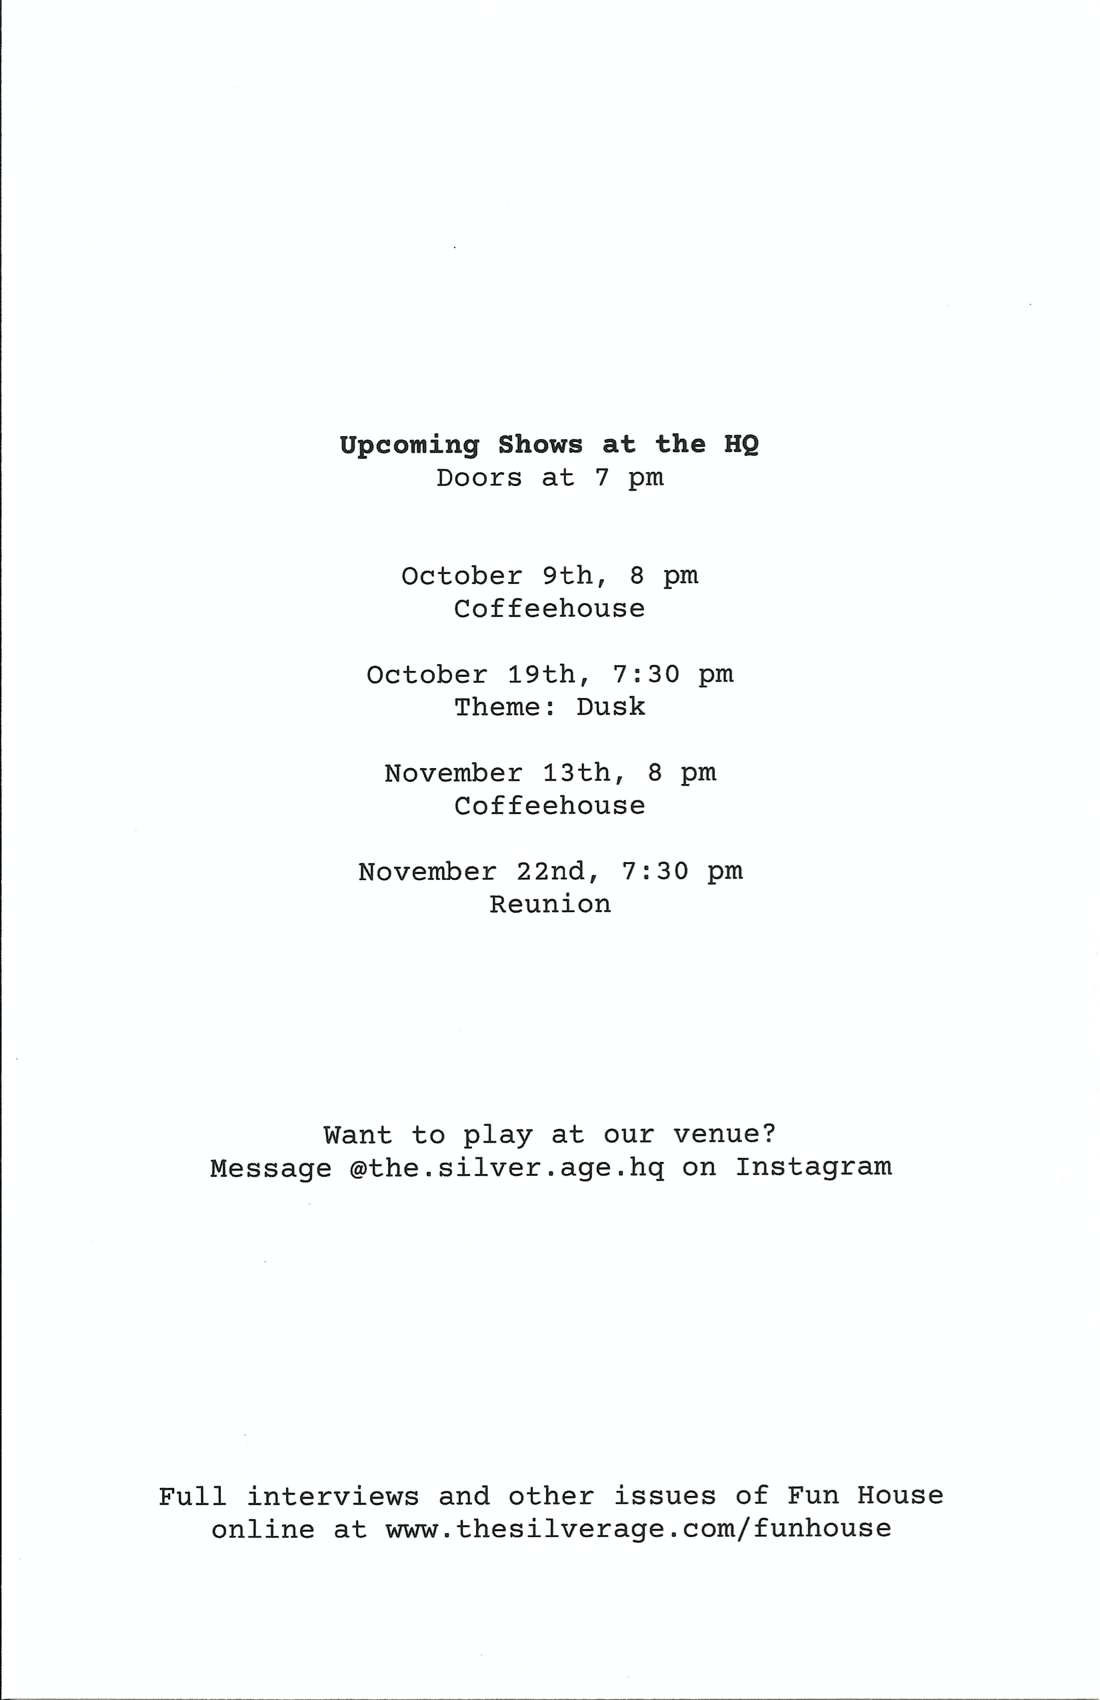 Upcoming Shows at the HQ
Doors at 7 pm
October 9th, 8 pm
Coffeehouse
October 19th, 7:30 pm
Theme: Dusk
November 13th, 8 pm
Coffeehouse
November 22nd, 7:30 pm
Reunion
Want to play at our venue?
Message @the.silver.age.hq on Instagram
Full interviews and other issues of Fun House
online at www.thesilverage.com/funhouse